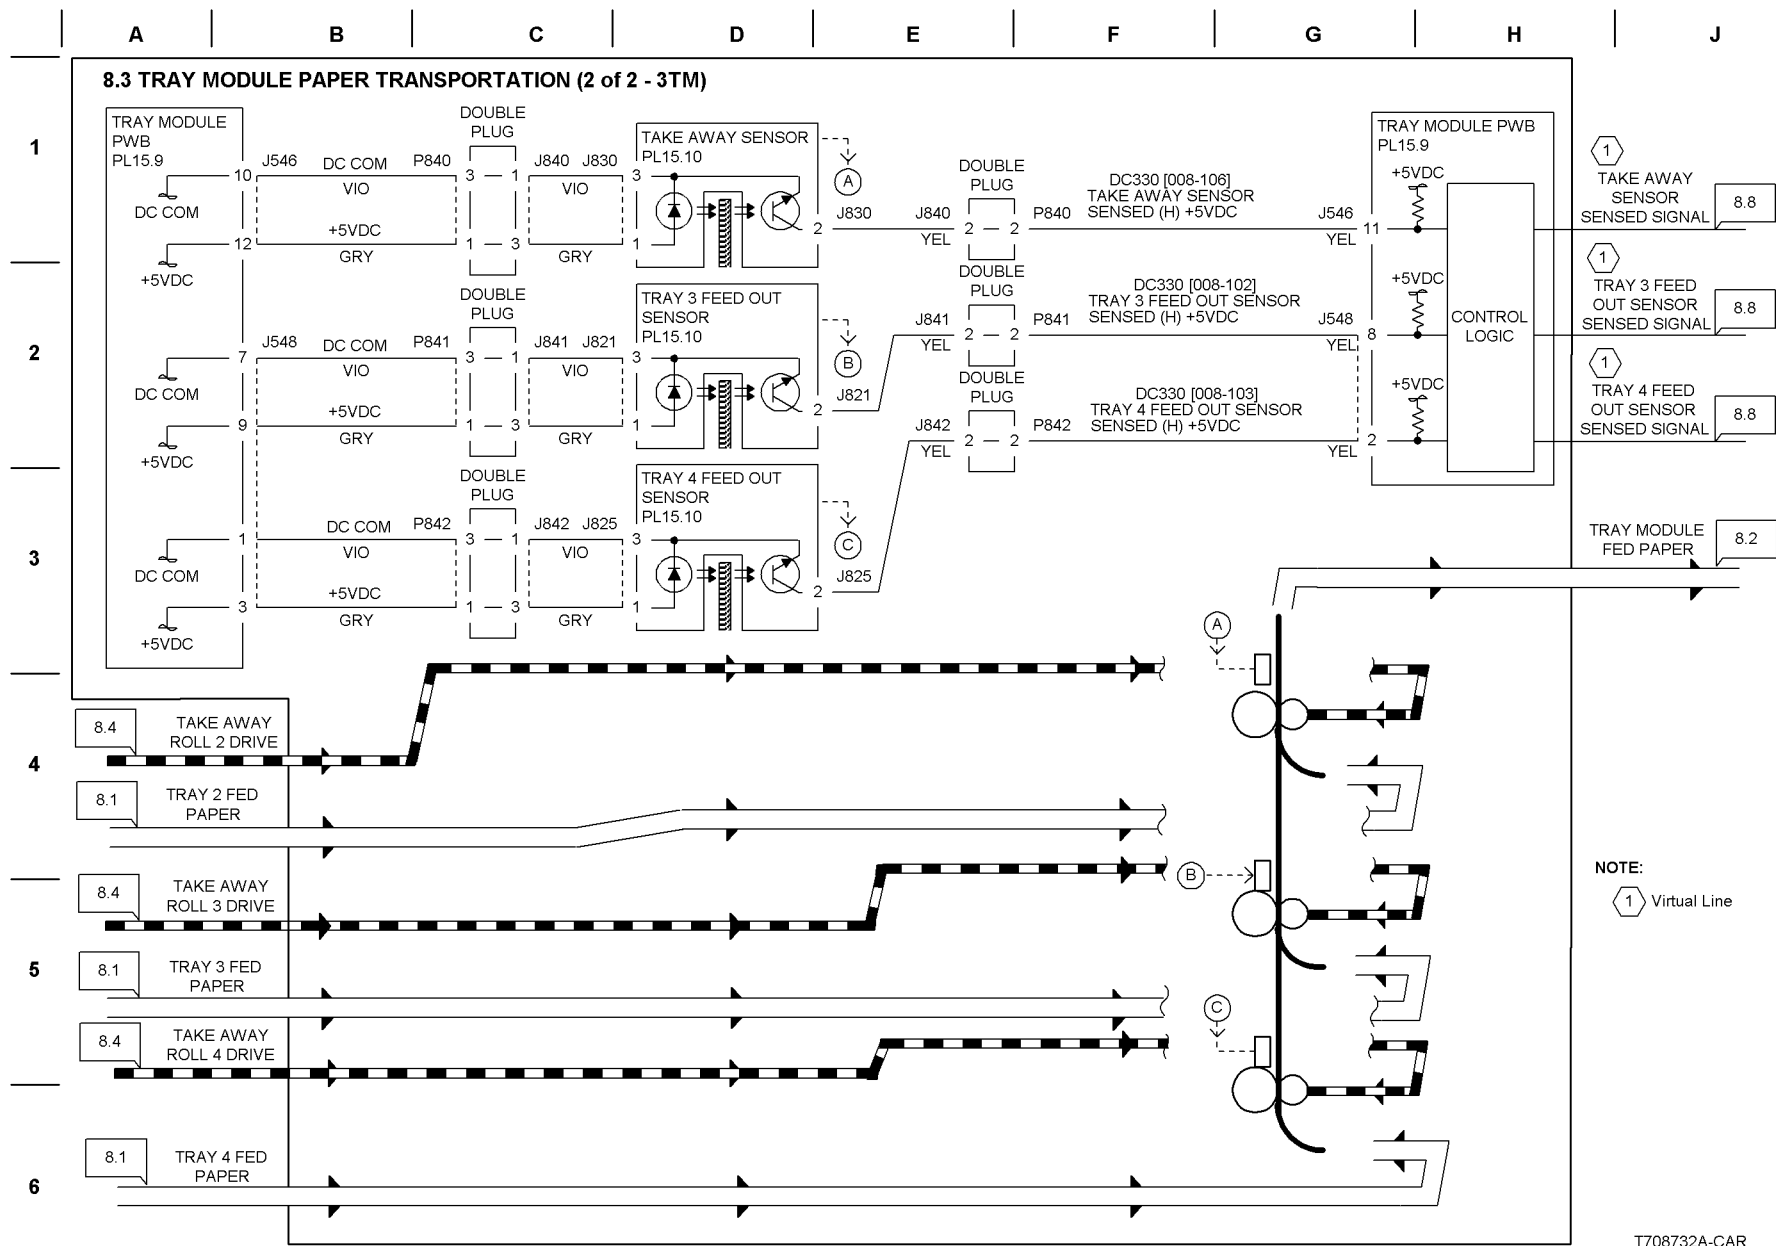 A B C D E F G H J
8.3 TRAY MODULE PAPER TRANSPORTATION (2 of 2 - 3TM)
1
2
3
4
5
6
TRAY MODULE
PWB
PL15.9
10
DC COM
12
+5VDC
7
DC COM
9
+5VDC
1
DC COM
3
+5VDC
J546 DC COM P840
VIO
+5VDC
GRY
DOUBLE
PLUG
3 1
1 3
J840 J830
VIO
GRY
TAKE AWAY SENSOR
PL15.10
3
1
2
A
J830 J840
YEL
DOUBLE
PLUG
2 2
P840
DC330 [008-106]
TAKE AWAY SENSOR
SENSED (H) +5VDC
J546
YEL
11
J548 DC COM P841
VIO
+5VDC
GRY
DOUBLE
PLUG
3 1
1 3
J841 J821
VIO
GRY
TRAY 3 FEED OUT
SENSOR
PL15.10
3
1
2
B
J821
J841
YEL
DOUBLE
PLUG
2 2
P841
DC330 [008-102]
TRAY 3 FEED OUT SENSOR
SENSED (H) +5VDC
J548
YEL
8
DC COM P842
VIO
+5VDC
GRY
DOUBLE
PLUG
3 1
1 3
J842 J825
VIO
GRY
TRAY 4 FEED OUT
SENSOR
PL15.10
3
1
2
C
J825
J842
YEL
DOUBLE
PLUG
2 2
P842
DC330 [008-103]
TRAY 4 FEED OUT SENSOR
SENSED (H) +5VDC
YEL
2
TRAY MODULE PWB
PL15.9
+5VDC
+5VDC
+5VDC
CONTROL
LOGIC
1
TAKE AWAY
SENSOR
SENSED SIGNAL
8.8
1
TRAY 3 FEED
OUT SENSOR
SENSED SIGNAL
8.8
1
TRAY 4 FEED
OUT SENSOR
SENSED SIGNAL
8.8
TRAY MODULE
FED PAPER
8.2
A
8.4
TAKE AWAY
ROLL 2 DRIVE
8.1
TRAY 2 FED
PAPER
B
8.4
TAKE AWAY
ROLL 3 DRIVE
8.1
TRAY 3 FED
PAPER
C
8.4
TAKE AWAY
ROLL 4 DRIVE
8.1
TRAY 4 FED
PAPER
NOTE:
1 Virtual Line
T708732A-CAR